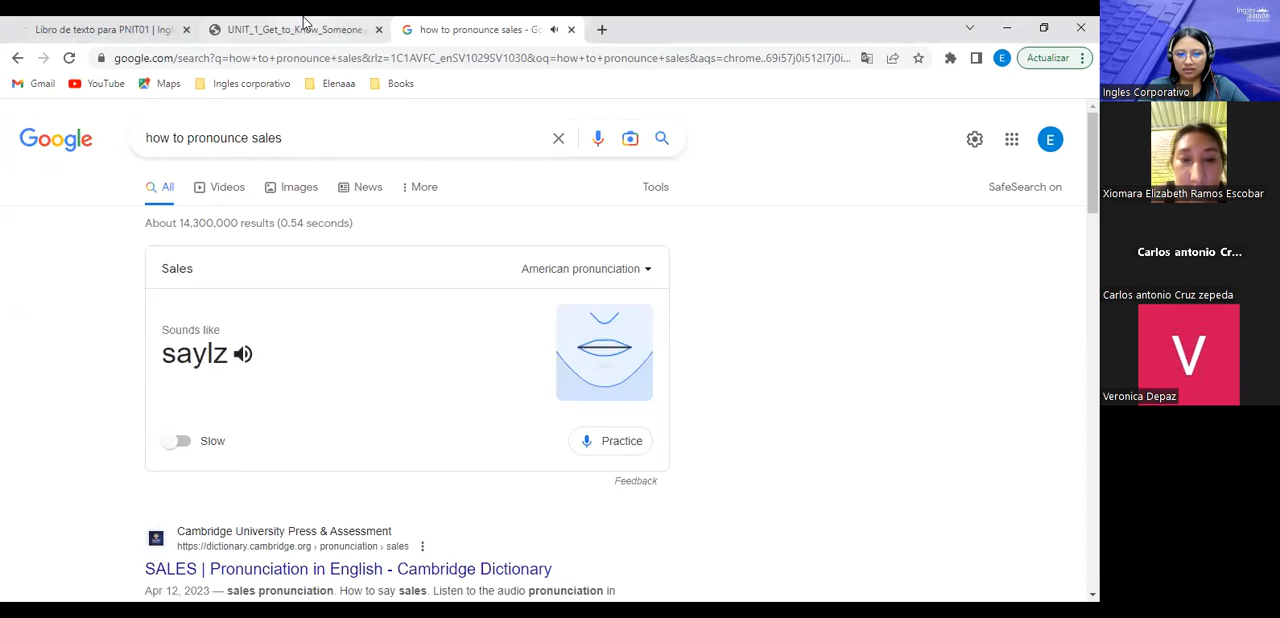 Libro de texto para PNIT01 | Ingl
UNIT_1_Get_to_Know_Someone
how to pronounce sales - Go
google.com/search?q=how+to+pronounce+sales&rlz=1C1AVFC_enSV1029SV1030&oq=how+to+pronounce+sales&aqs=chrome..69i57j0i512l7j0i...
Actualizar
E
Gmail
YouTube
Maps
Ingles corporativo
Elenaaa
Books
Google
how to pronounce sales
E
All
Videos
Images
News
More
Tools
SafeSearch on
About 14,300,000 results (0.54 seconds)
Sales
American pronunciation
Sounds like
saylz
Slow
Practice
Feedback
Cambridge University Press & Assessment
https://dictionary.cambridge.org › pronunciation › sales
SALES | Pronunciation in English - Cambridge Dictionary
Apr 12, 2023 — sales pronunciation. How to say sales. Listen to the audio pronunciation in
Ingles Corporativo
Xiomara Elizabeth Ramos Escobar
Carlos antonio Cr...
Carlos antonio Cruz zepeda
V
Veronica Depaz